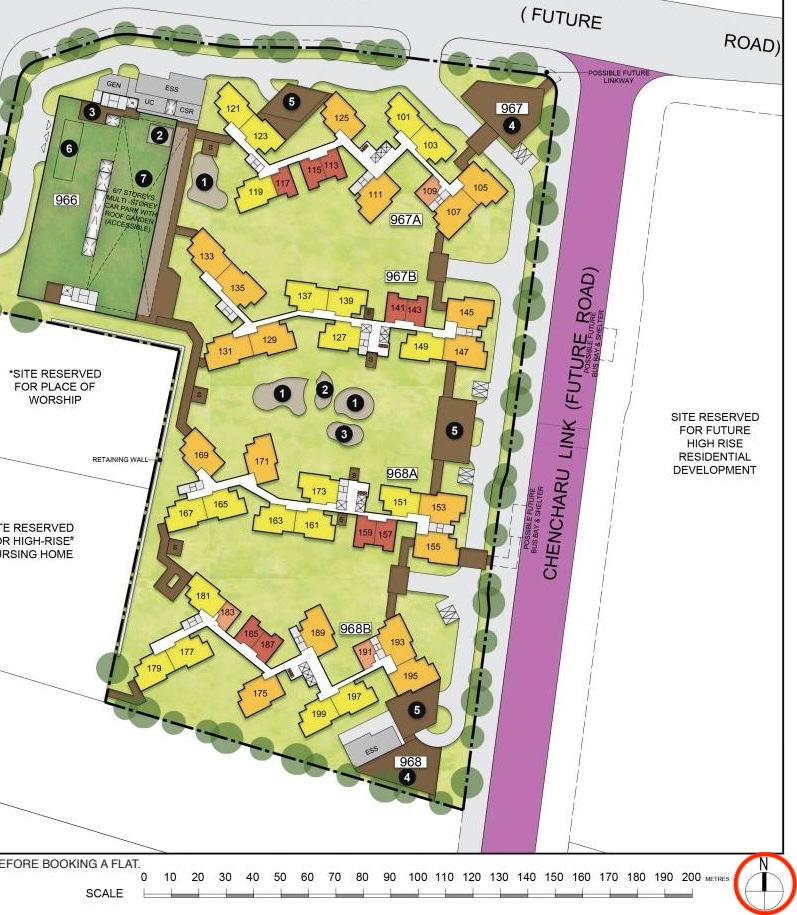 ( FUTURE
ROAD)
POSSIBLE FUTURE
LINKWAY
GEN
ESS
UC
CSR
3
2
6
7
966
6/7 STOREYS
MULTI -STOREY
CAR PARK WITH
ROOF GARDEN
(ACCESSIBLE)
S
1
121
123
5
125
101
103
967
4
119
117
115
113
111
109
105
107
967A
133
135
967B
137
139
S
141
143
145
127
149
147
S
131
129
CHENCHARU LINK (FUTURE ROAD)
POSSIBLE FUTURE
BUS BAY & SHELTER
*SITE RESERVED
FOR PLACE OF
WORSHIP
S
1
2
1
3
5
SITE RESERVED
FOR FUTURE
HIGH RISE
RESIDENTIAL
DEVELOPMENT
RETAINING WALL
169
171
968A
S
173
151
153
167
165
163
161
S
159
157
155
POSSIBLE FUTURE
BUS BAY & SHELTER
TE RESERVED
OR HIGH-RISE*
URSING HOME
S
181
183
185
187
189
968B
191
193
179
177
175
195
197
199
5
ESS
968
4
EFORE BOOKING A FLAT.
N
SCALE
0 10 20 30 40 50 60 70 80 90 100 110 120 130 140 150 160 170 180 190 200 METRES